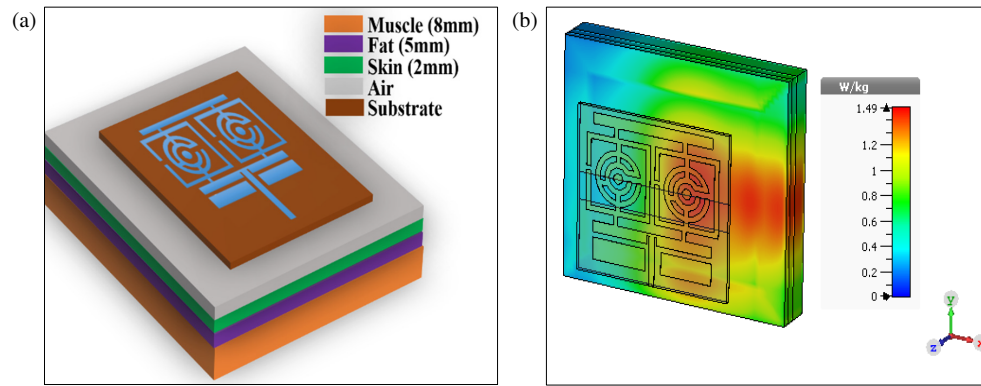 (a)
Muscle (8mm)
Fat (5mm)
Skin (2mm)
Air
Substrate
(b)
W/kg
1.49
1.2
1
0.8
0.6
0.4
0.2
0
y
z
x